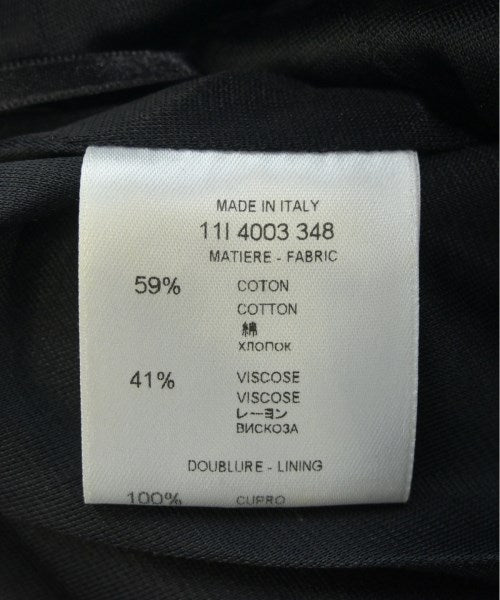 MADE IN ITALY
11I 4003 348
MATIERE - FABRIC
59% COTON
COTTON
綿
ХЛОПОК
41% VISCOSE
VISCOSE
レーヨン
ВИСКОЗА
DOUBLURE - LINING
100% CUPRO